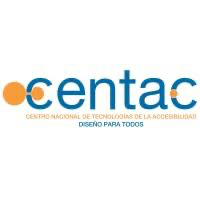 centac
CENTRO NACIONAL DE TECNOLOGÍAS DE LA ACCESIBILIDAD
DISEÑO PARA TODOS